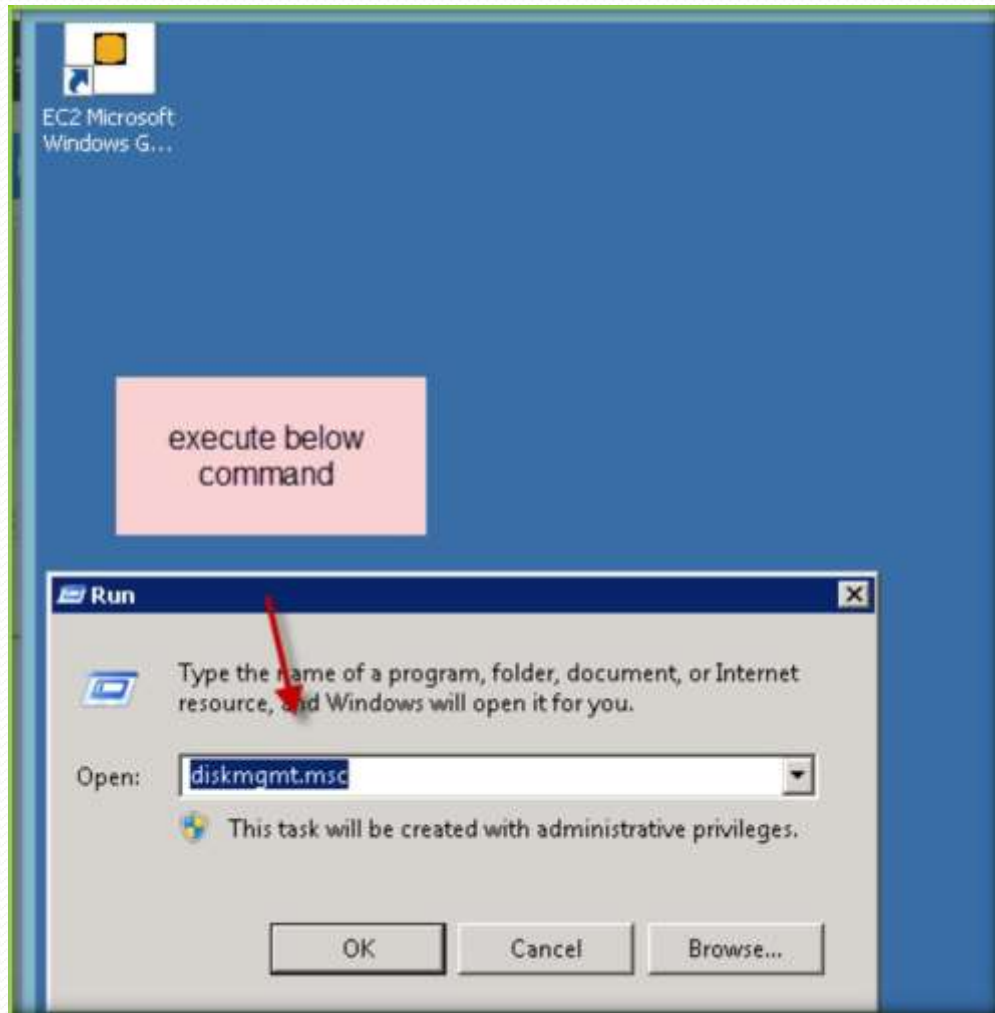 EC2 Microsoft
Windows G...
execute below
command
Run
Type the name of a program, folder, document, or Internet
resource, and Windows will open it for you.
Open: diskmgmt.msc
This task will be created with administrative privileges.
OK Cancel Browse...